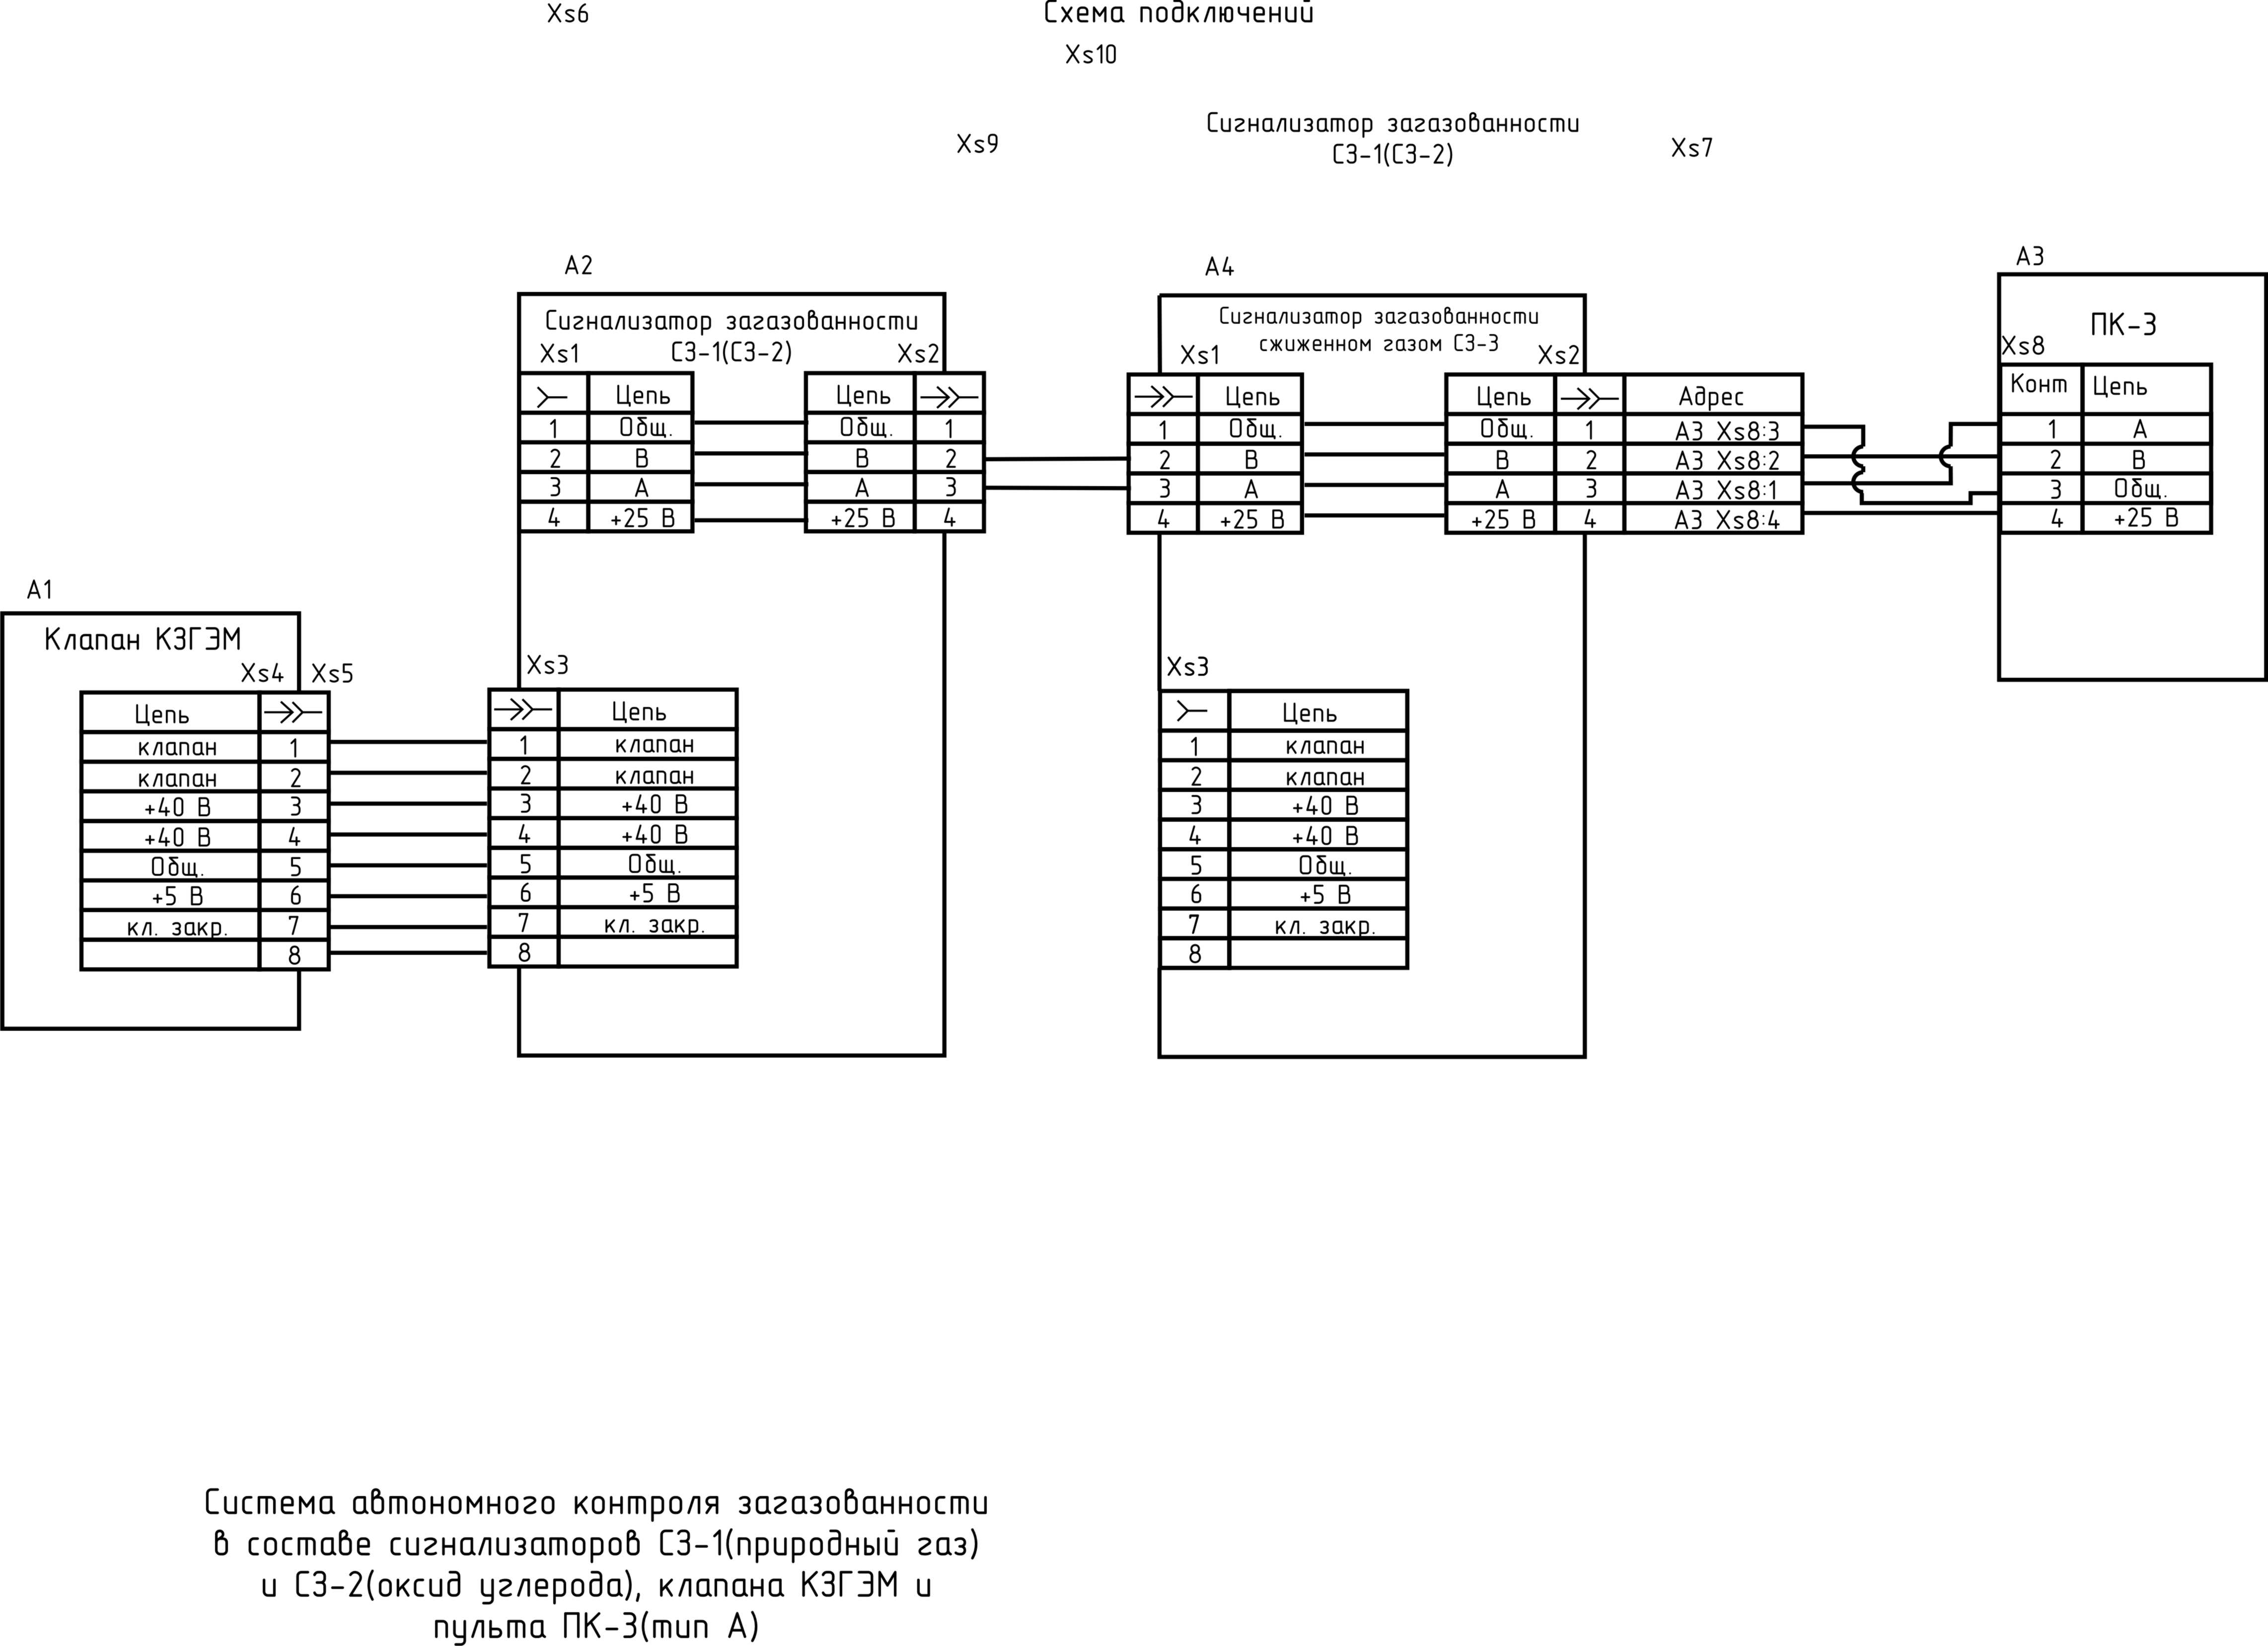 Xs6
Схема подключений
Xs10
Сигнализатор загазованности
СЗ-1(СЗ-2)
Xs9
Xs7
А2
Сигнализатор загазованности
СЗ-1(СЗ-2)
Xs1
Xs2
Цепь
Цепь
1 Общ. Общ. 1
2 В В 2
3 А А 3
4 +25 В +25 В 4
Xs3
Цепь
1 клапан
2 клапан
3 +40 В
4 +40 В
5 Общ.
6 +5 В
7 кл. закр.
8
А4
Сигнализатор загазованности
сжиженном газом СЗ-3
Xs1
Xs2
Цепь
Цепь
Адрес
1 Общ. Общ. 1 А3 Xs8:3
2 В В 2 А3 Xs8:2
3 А А 3 А3 Xs8:1
4 +25 В +25 В 4 А3 Xs8:4
Xs3
Цепь
1 клапан
2 клапан
3 +40 В
4 +40 В
5 Общ.
6 +5 В
7 кл. закр.
8
А3
ПК-3
Xs8
Конт Цепь
1 А
2 В
3 Общ.
4 +25 В
А1
Клапан КЗГЭМ
Xs4 Xs5
Цепь
клапан 1
клапан 2
+40 В 3
+40 В 4
Общ. 5
+5 В 6
кл. закр. 7
8
Система автономного контроля загазованности
в составе сигнализаторов СЗ-1(природный газ)
и СЗ-2(оксид углерода), клапана КЗГЭМ и
пульта ПК-3(тип А)